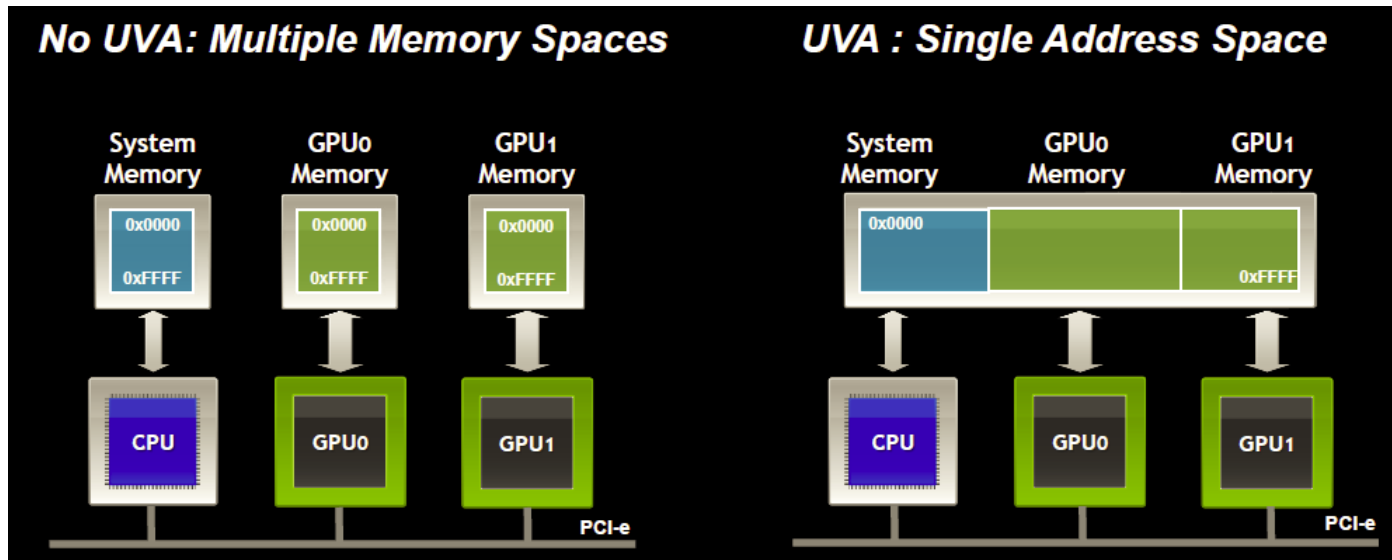 No UVA: Multiple Memory Spaces
System
Memory
GPU0
Memory
GPU1
Memory
0x0000
0xFFFF
0x0000
0xFFFF
0x0000
0xFFFF
CPU
GPU0
GPU1
PCI-e
UVA : Single Address Space
System
Memory
GPU0
Memory
GPU1
Memory
0x0000
0xFFFF
CPU
GPU0
GPU1
PCI-e